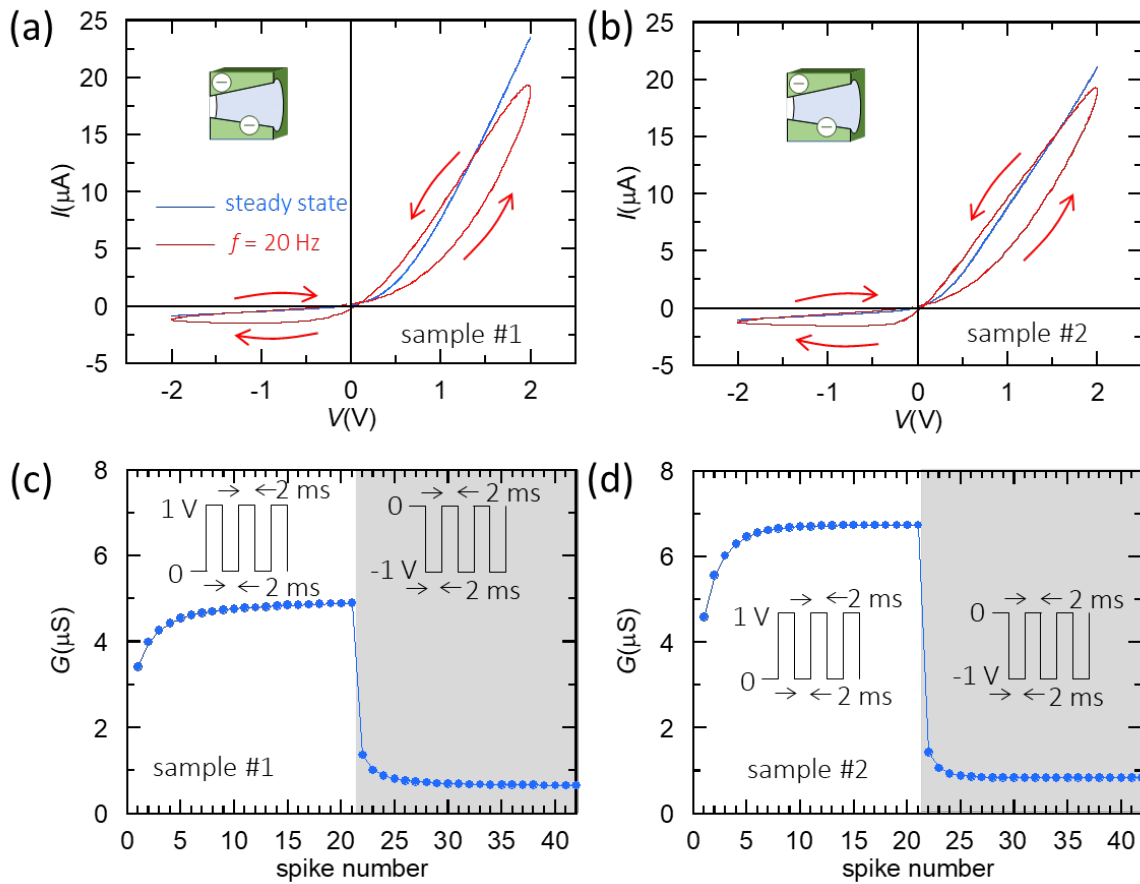 (a)
25
20
15
10
5
0
-5
I(μA)
steady state
f = 20 Hz
sample #1
-2
-1
0
1
2
V(V)
(b)
25
20
15
10
5
0
-5
I(μA)
sample #2
-2
-1
0
1
2
V(V)
(c)
8
6
4
2
0
G(μS)
1 V
0
2 ms
2 ms
0
-1 V
2 ms
2 ms
sample #1
0
5
10
15
20
25
30
35
40
spike number
(d)
8
6
4
2
0
G(μS)
1 V
0
2 ms
2 ms
0
-1 V
2 ms
2 ms
sample #2
0
5
10
15
20
25
30
35
40
spike number